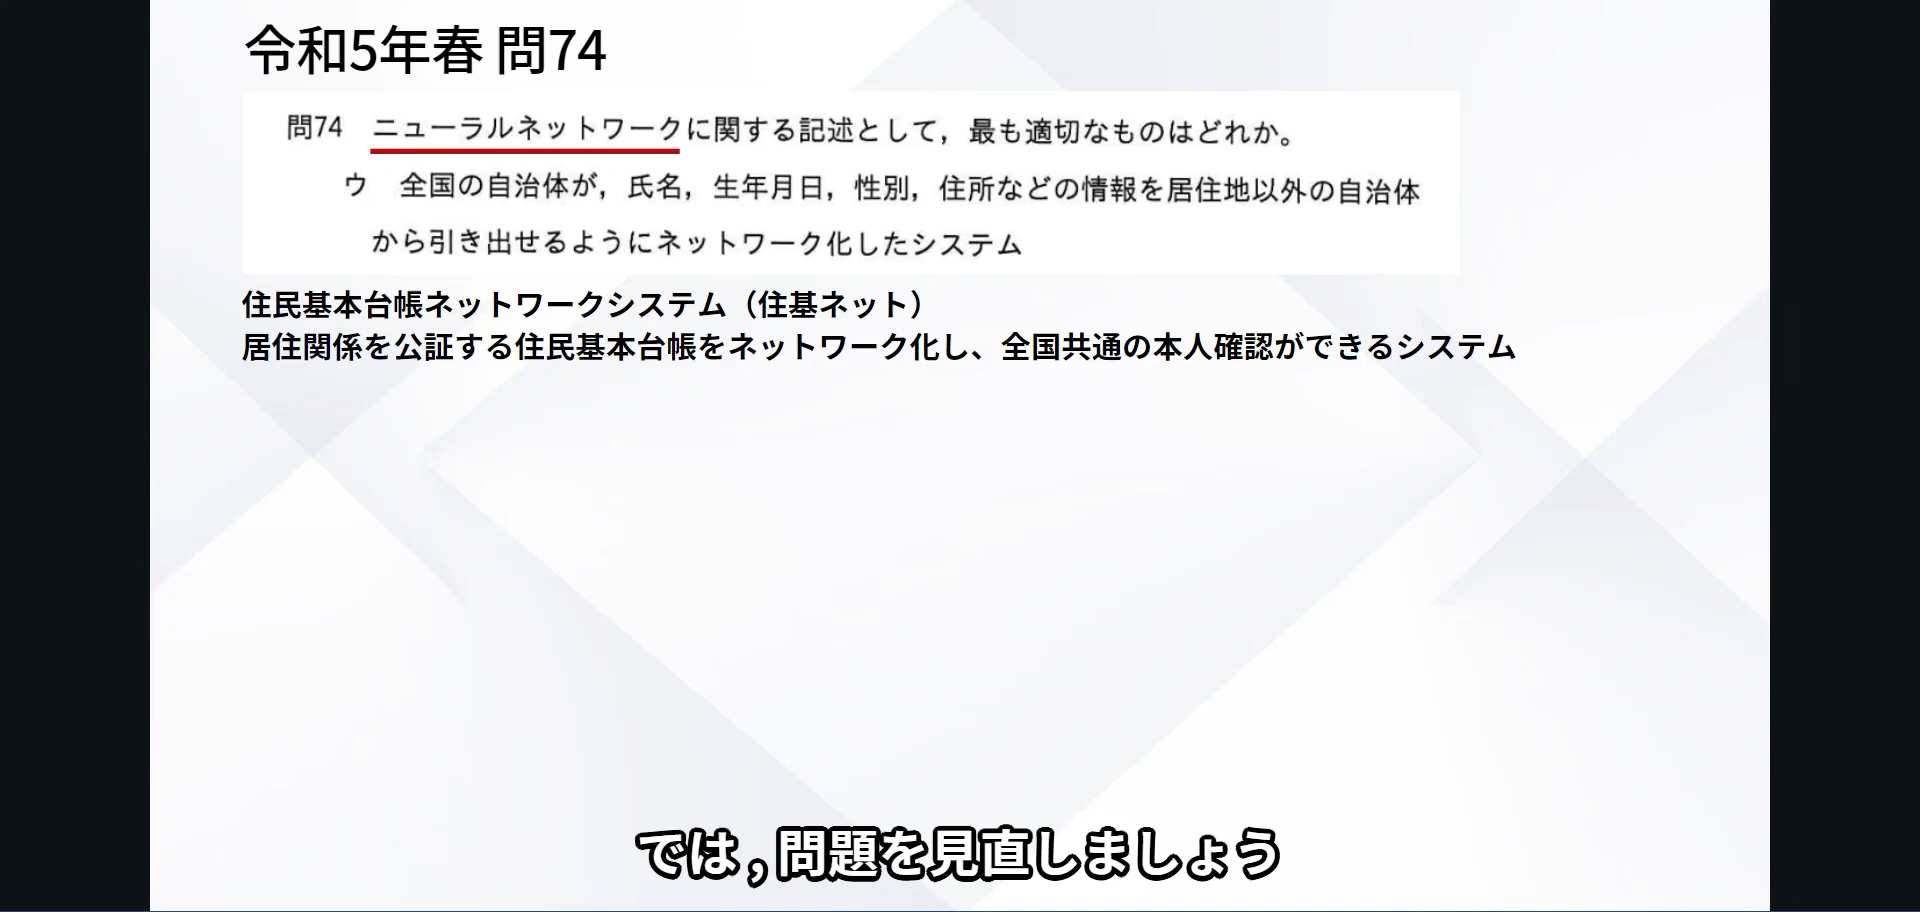 令和5年春 問74
問74　ニューラルネットワークに関する記述として，最も適切なものはどれか。
ウ　全国の自治体が，氏名，生年月日，性別，住所などの情報を居住地以外の自治体
から引き出せるようにネットワーク化したシステム
住民基本台帳ネットワークシステム（住基ネット）
居住関係を公証する住民基本台帳をネットワーク化し、全国共通の本人確認ができるシステム
では，問題を見直しましょう